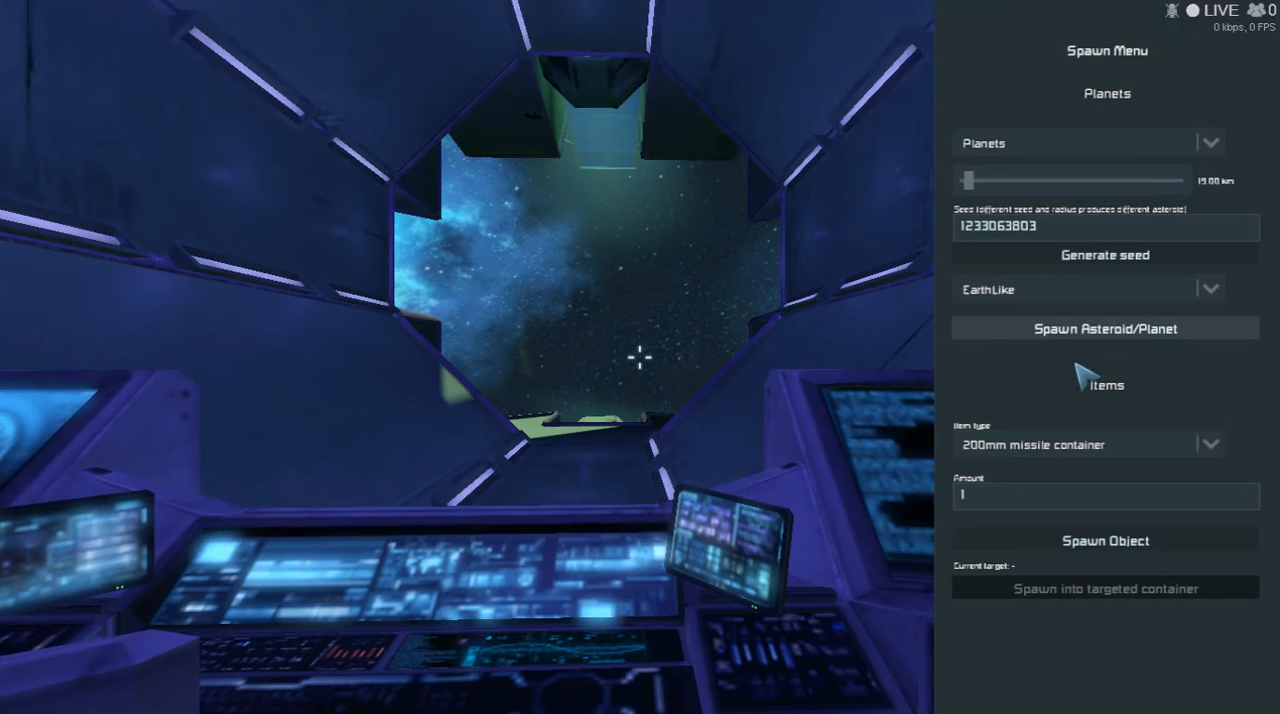 LIVE 0
0 kbps, 0 FPS
Spawn Menu
Planets
Planets
19.00 km
Seed (different seed and radius produces different asteroid)
1233063803
Generate seed
EarthLike
Spawn Asteroid/Planet
Items
Item type
200mm missile container
Amount
1
Spawn Object
Current target: -
Spawn into targeted container